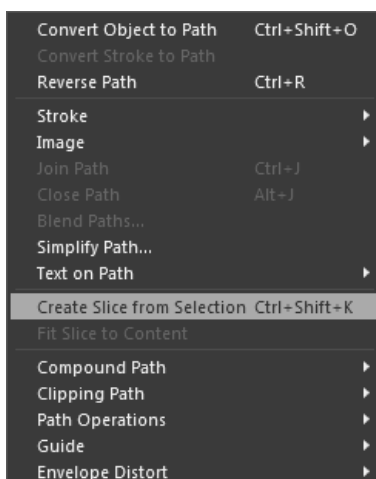 Convert Object to Path Ctrl+Shift+O
Convert Stroke to Path
Reverse Path Ctrl+R
Stroke
Image
Join Path Ctrl+J
Close Path Alt+J
Blend Paths...
Simplify Path...
Text on Path
Create Slice from Selection Ctrl+Shift+K
Fit Slice to Content
Compound Path
Clipping Path
Path Operations
Guide
Envelope Distort